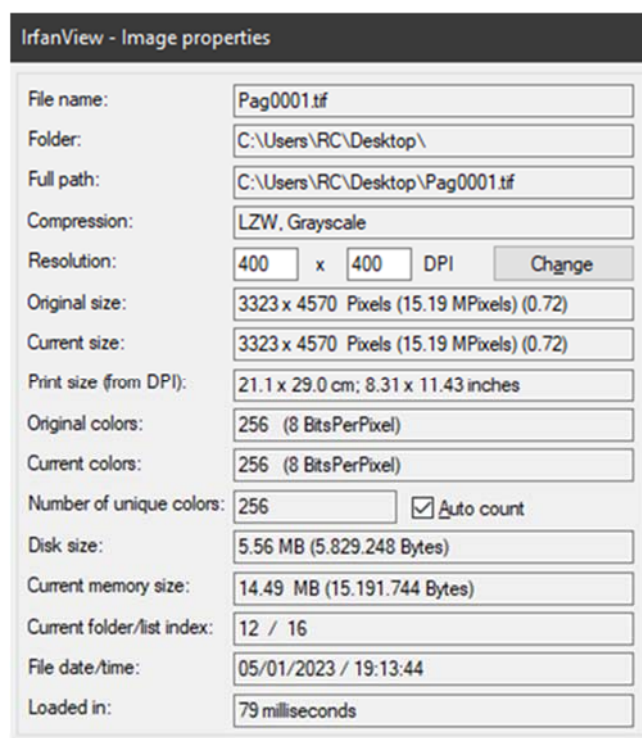 IrfanView - Image properties
File name: Pag0001.tif
Folder: C:\Users\RC\Desktop\
Full path: C:\Users\RC\Desktop\Pag0001.tif
Compression: LZW, Grayscale
Resolution: 400 x 400 DPI Change
Original size: 3323 x 4570 Pixels (15.19 MPixels) (0.72)
Current size: 3323 x 4570 Pixels (15.19 MPixels) (0.72)
Print size (from DPI): 21.1 x 29.0 cm; 8.31 x 11.43 inches
Original colors: 256 (8 BitsPerPixel)
Current colors: 256 (8 BitsPerPixel)
Number of unique colors: 256 Auto count
Disk size: 5.56 MB (5.829.248 Bytes)
Current memory size: 14.49 MB (15.191.744 Bytes)
Current folder/list index: 12 / 16
File date/time: 05/01/2023 / 19:13:44
Loaded in: 79 milliseconds